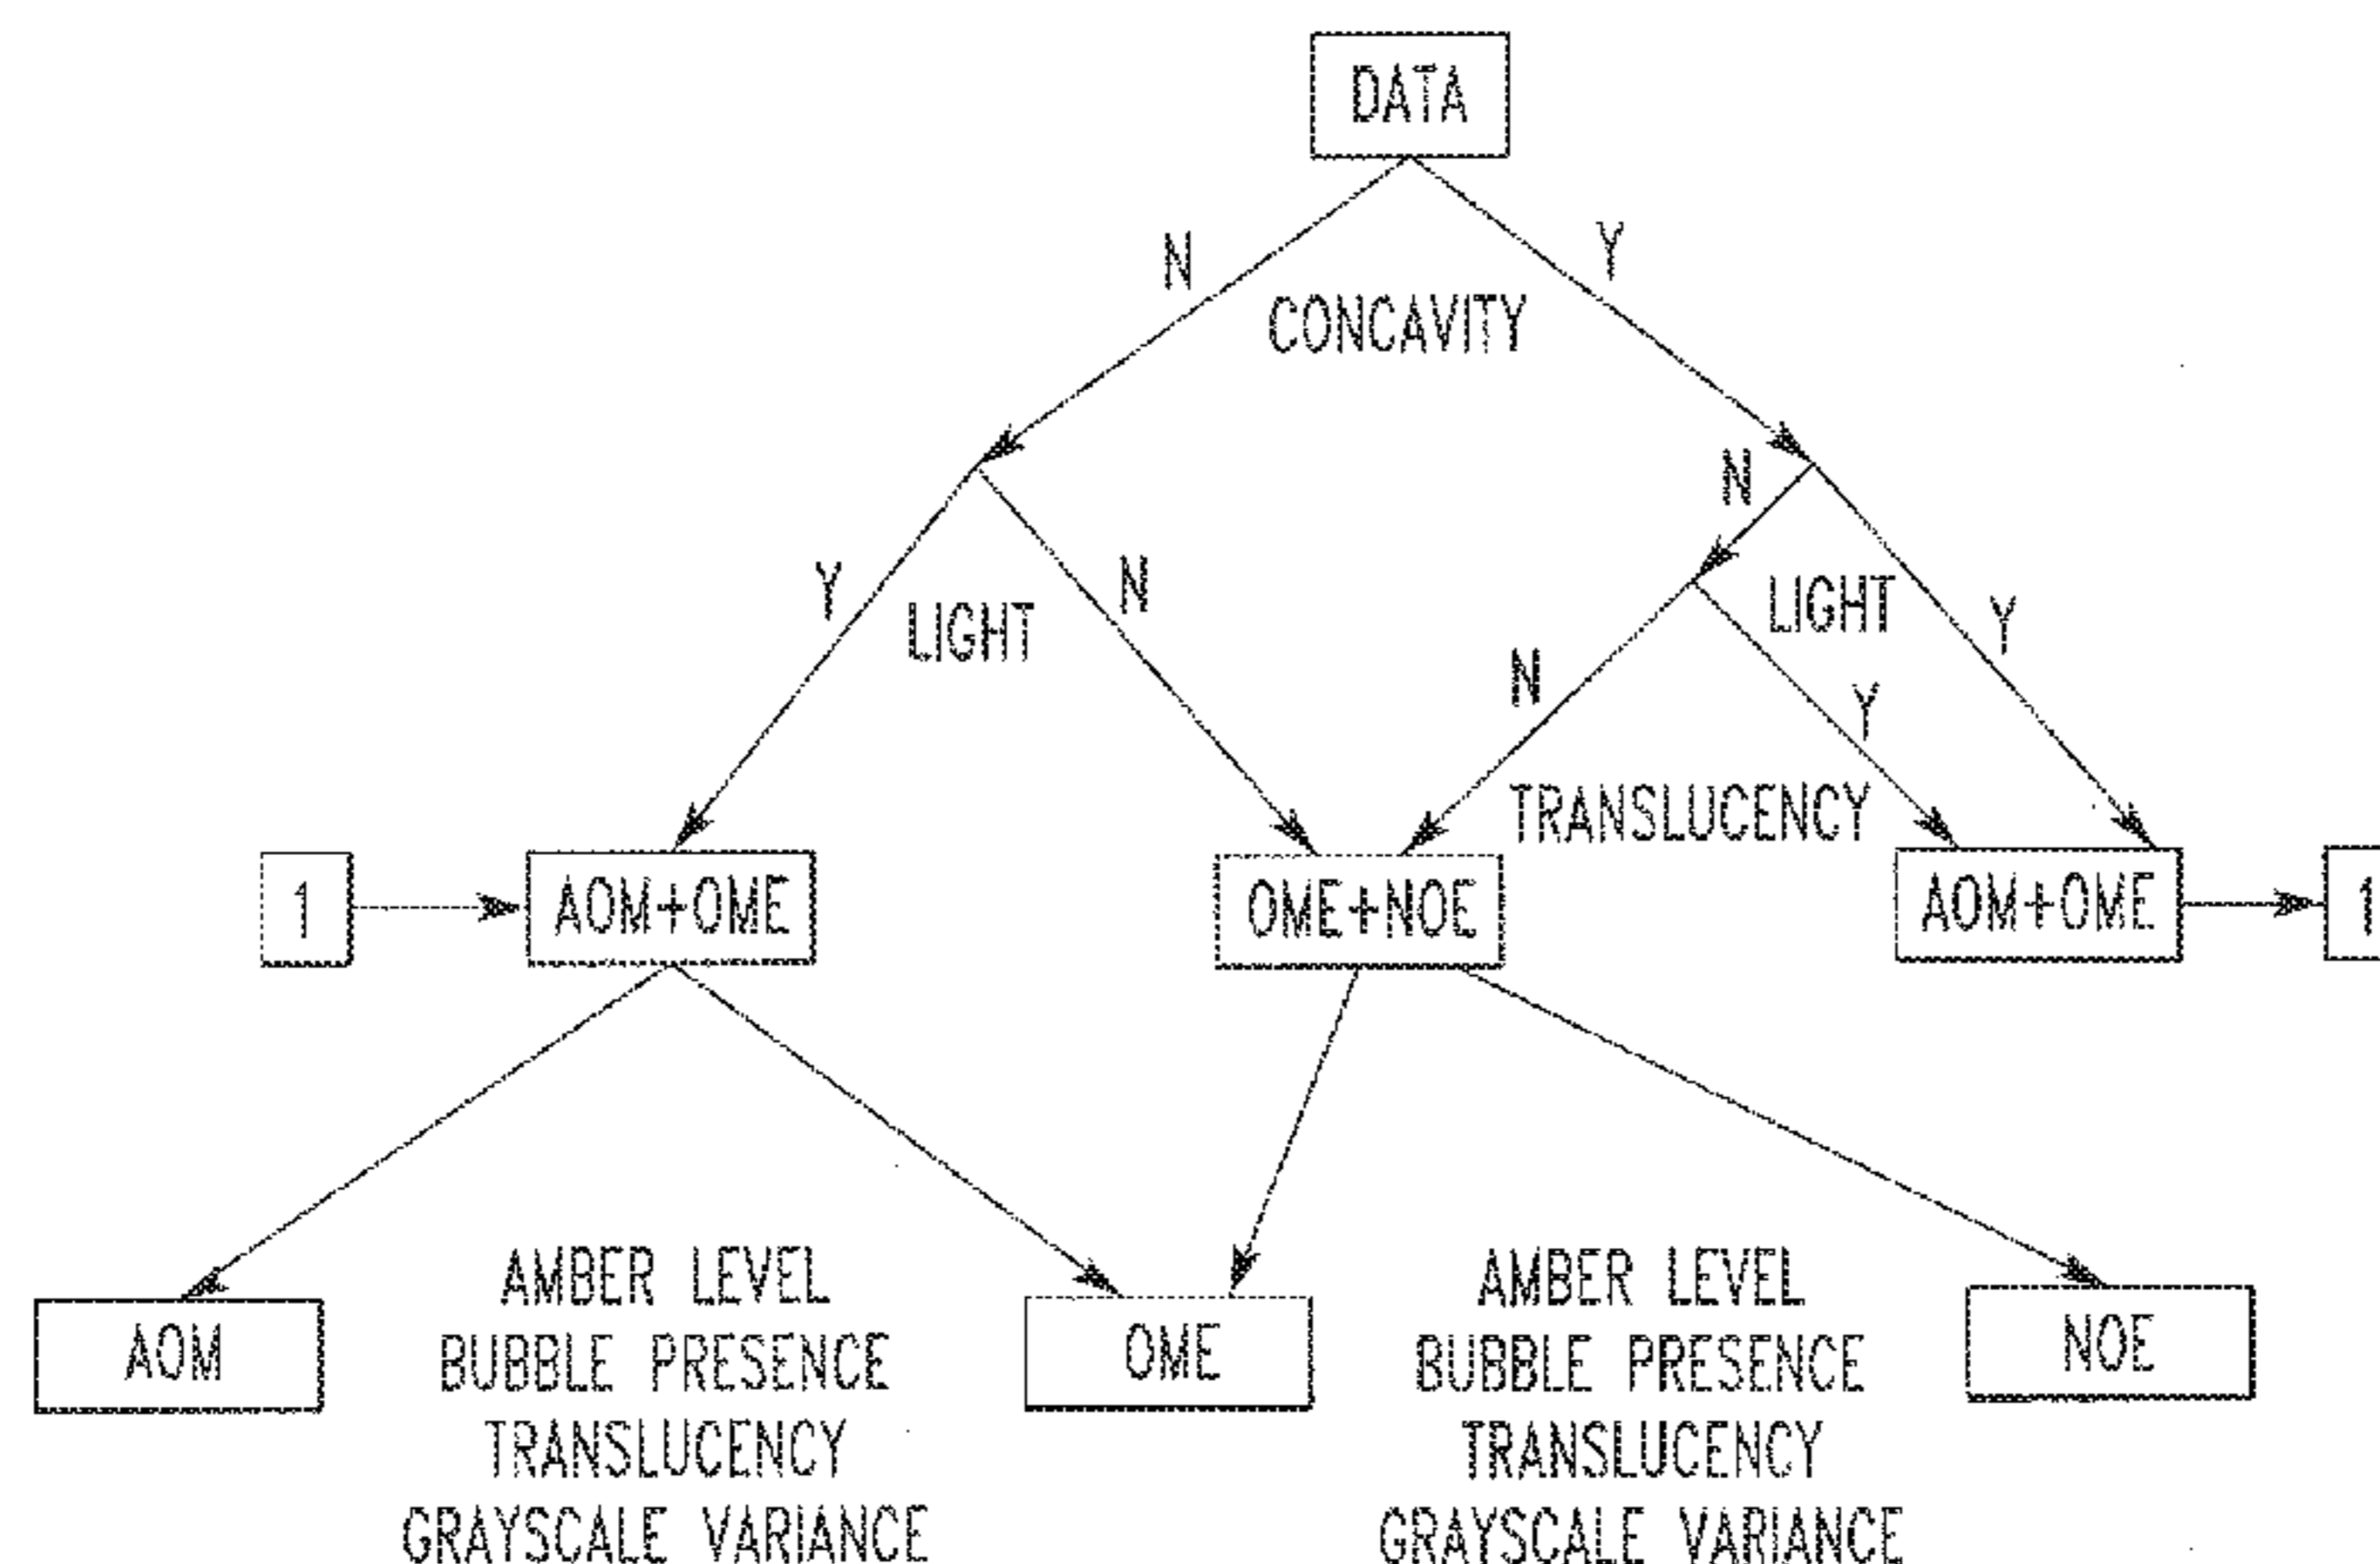 DATA
N
Y
CONCAVITY
N
Y
LIGHT
N
LIGHT
Y
N
Y
TRANSLUCENCY
1
AOM+OME
OME+NOE
AOM+OME
1
AMBER LEVEL
BUBBLE PRESENCE
TRANSLUCENCY
GRAYSCALE VARIANCE
AMBER LEVEL
BUBBLE PRESENCE
TRANSLUCENCY
GRAYSCALE VARIANCE
AOM
OME
NOE